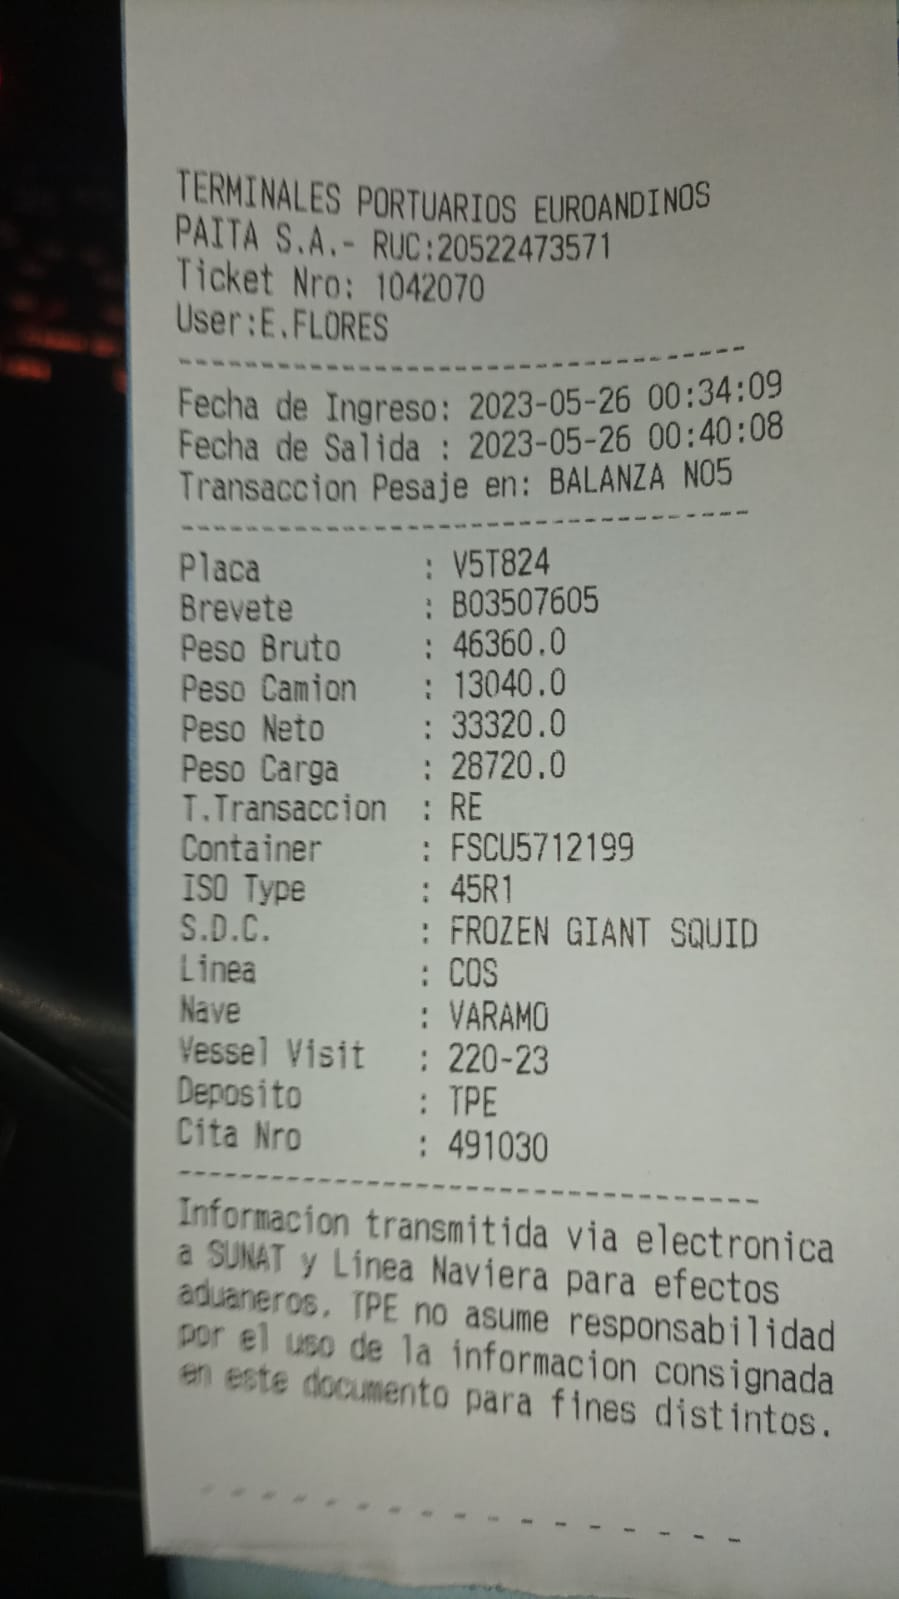 TERMINALES PORTUARIOS EUROANDINOS
PAITA S.A.- RUC:20522473571
Ticket Nro: 1042070
User:E.FLORES
-----------------------------------
Fecha de Ingreso: 2023-05-26 00:34:09
Fecha de Salida : 2023-05-26 00:40:08
Transaccion Pesaje en: BALANZA NO5
-----------------------------------
Placa : V5T824
Brevete : B03507605
Peso Bruto : 46360.0
Peso Camion : 13040.0
Peso Neto : 33320.0
Peso Carga : 28720.0
T.Transaccion : RE
Container : FSCU5712199
ISO Type : 45R1
S.D.C. : FROZEN GIANT SQUID
Linea : COS
Nave : VARAMO
Vessel Visit : 220-23
Deposito : TPE
Cita Nro : 491030
-----------------------------------
Informacion transmitida via electronica
a SUNAT y Linea Naviera para efectos
aduaneros. TPE no asume responsabilidad
por el uso de la informacion consignada
en este documento para fines distintos.
- - - - - - - - - - - - - - - - - -